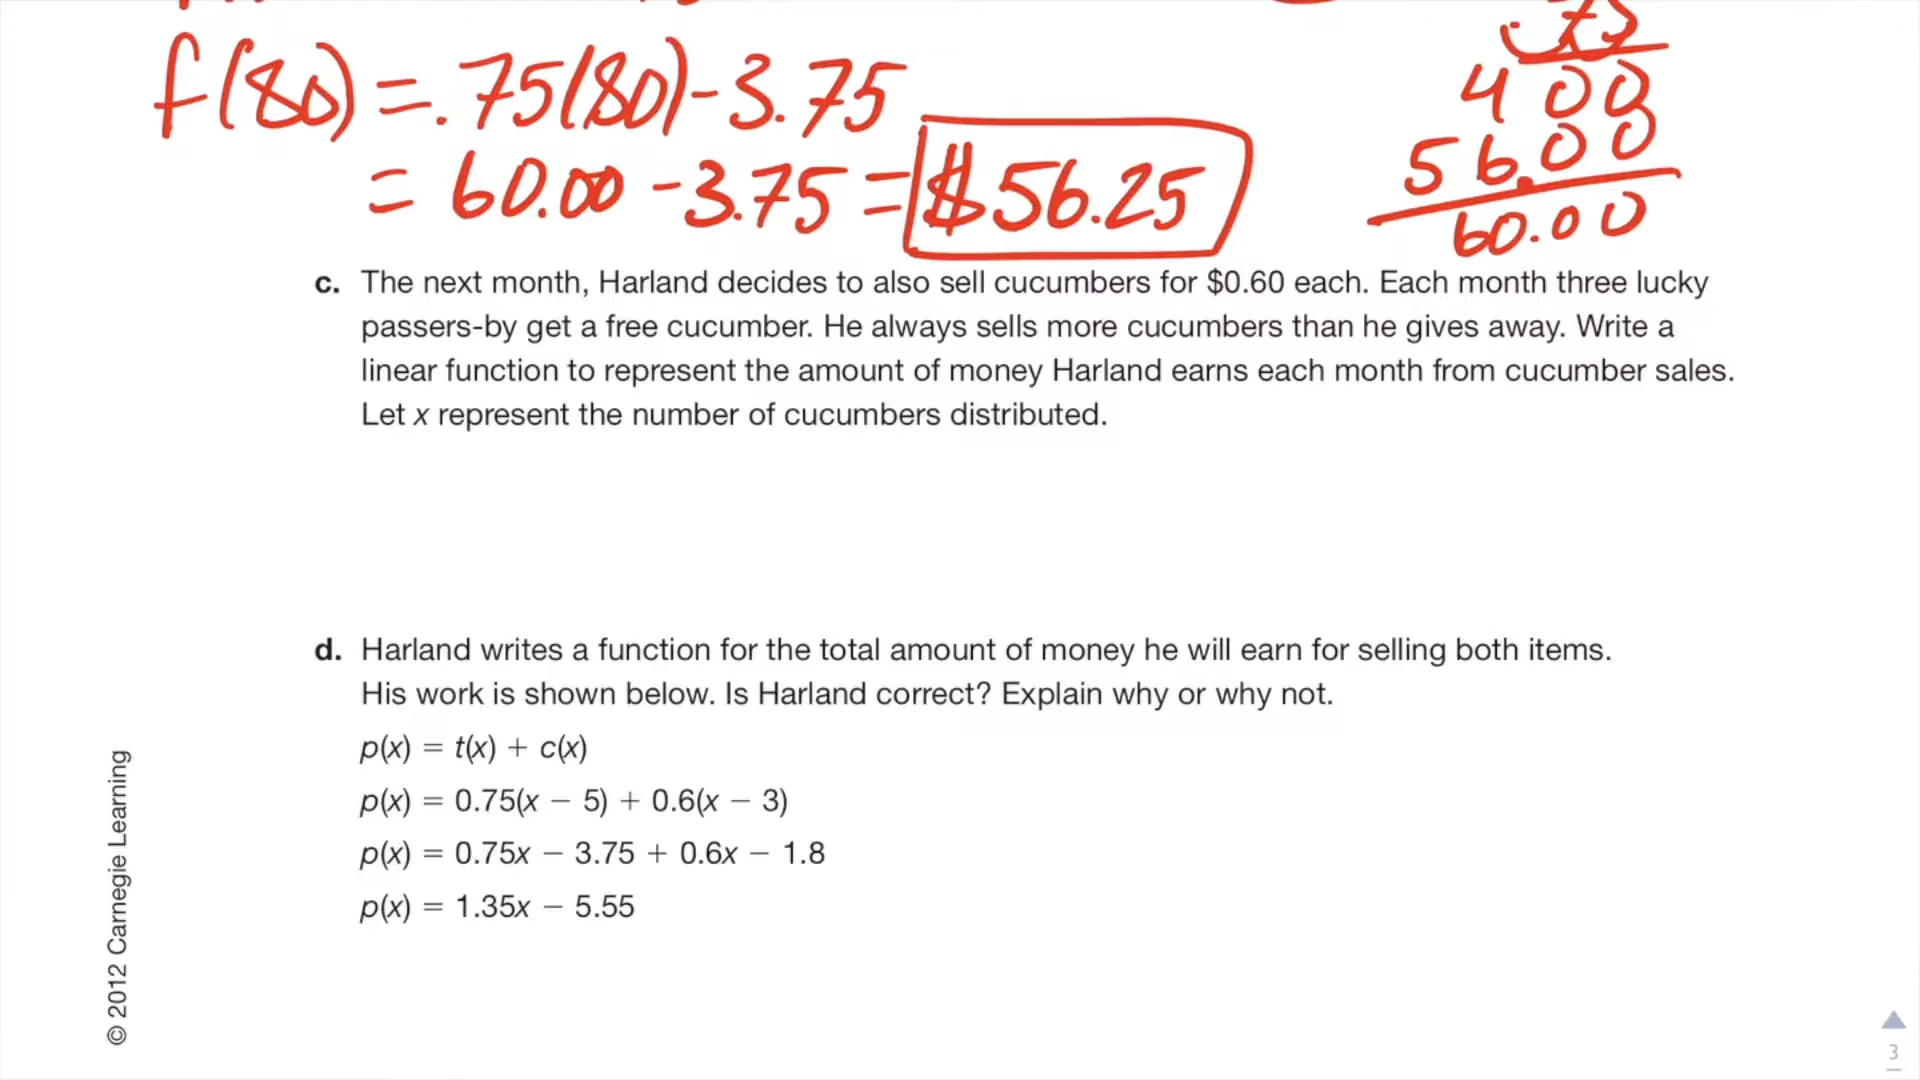 .75
f(80) = .75(80) - 3.75
400
5600
= 60.00 - 3.75 = $56.25
60.00
c. The next month, Harland decides to also sell cucumbers for $0.60 each. Each month three lucky
passers-by get a free cucumber. He always sells more cucumbers than he gives away. Write a
linear function to represent the amount of money Harland earns each month from cucumber sales.
Let x represent the number of cucumbers distributed.
d. Harland writes a function for the total amount of money he will earn for selling both items.
His work is shown below. Is Harland correct? Explain why or why not.
p(x) = t(x) + c(x)
p(x) = 0.75(x − 5) + 0.6(x − 3)
p(x) = 0.75x − 3.75 + 0.6x − 1.8
p(x) = 1.35x − 5.55
© 2012 Carnegie Learning
3